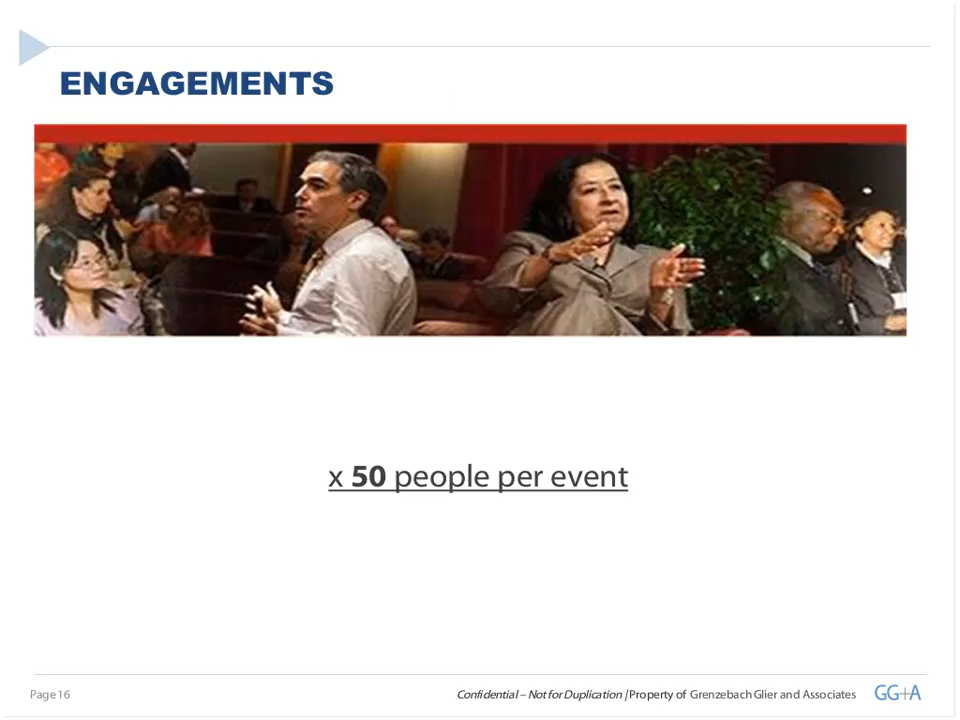 ENGAGEMENTS
x 50 people per event
Page 16
Confidential – Not for Duplication | Property of Grenzebach Glier and Associates
GG+A